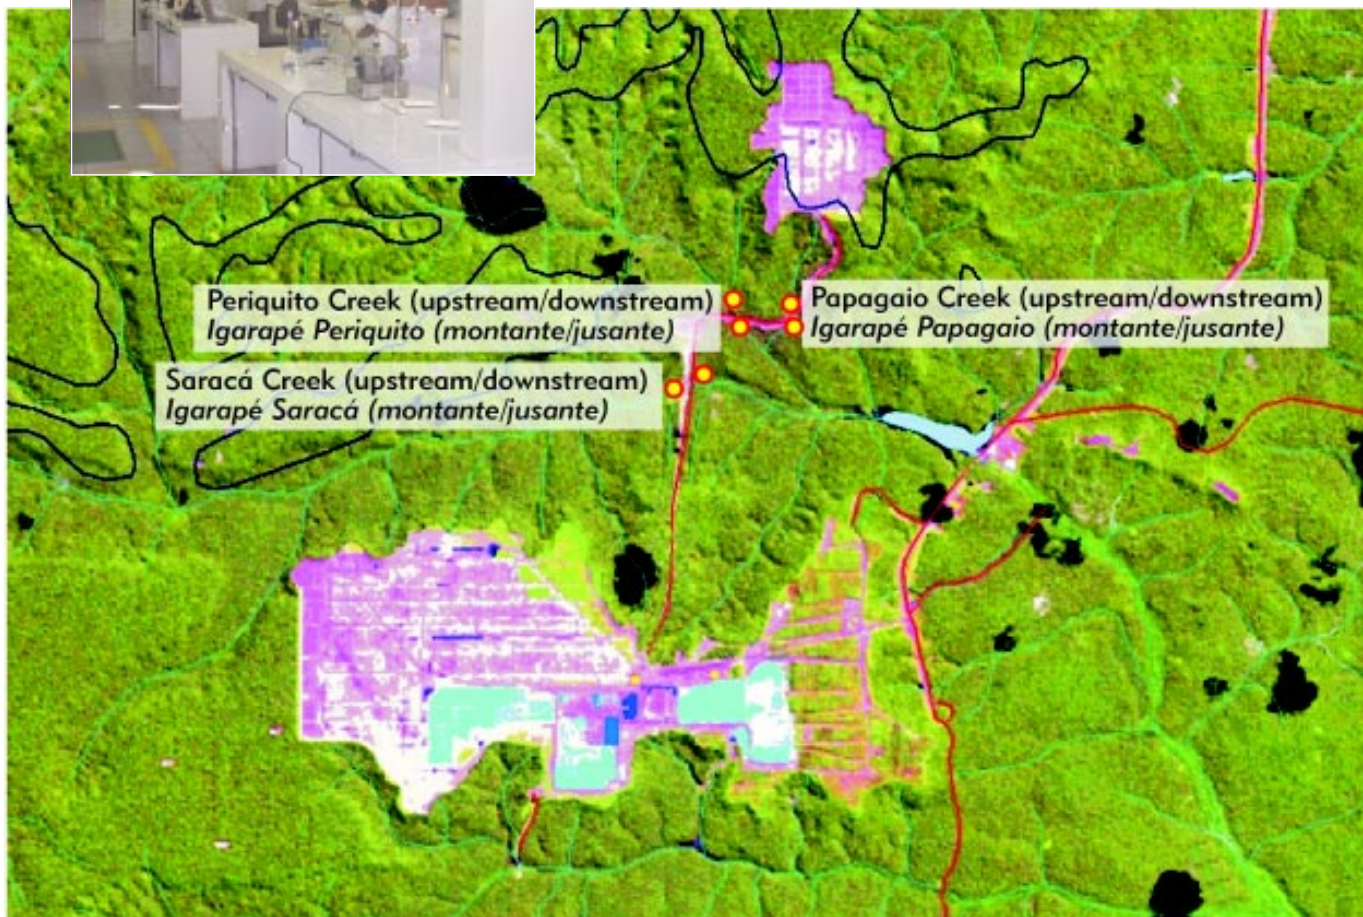 Periquito Creek (upstream/downstream)
Igarapé Periquito (montante/jusante)
Papagaio Creek (upstream/downstream)
Igarapé Papagaio (montante/jusante)
Saracá Creek (upstream/downstream)
Igarapé Saracá (montante/jusante)